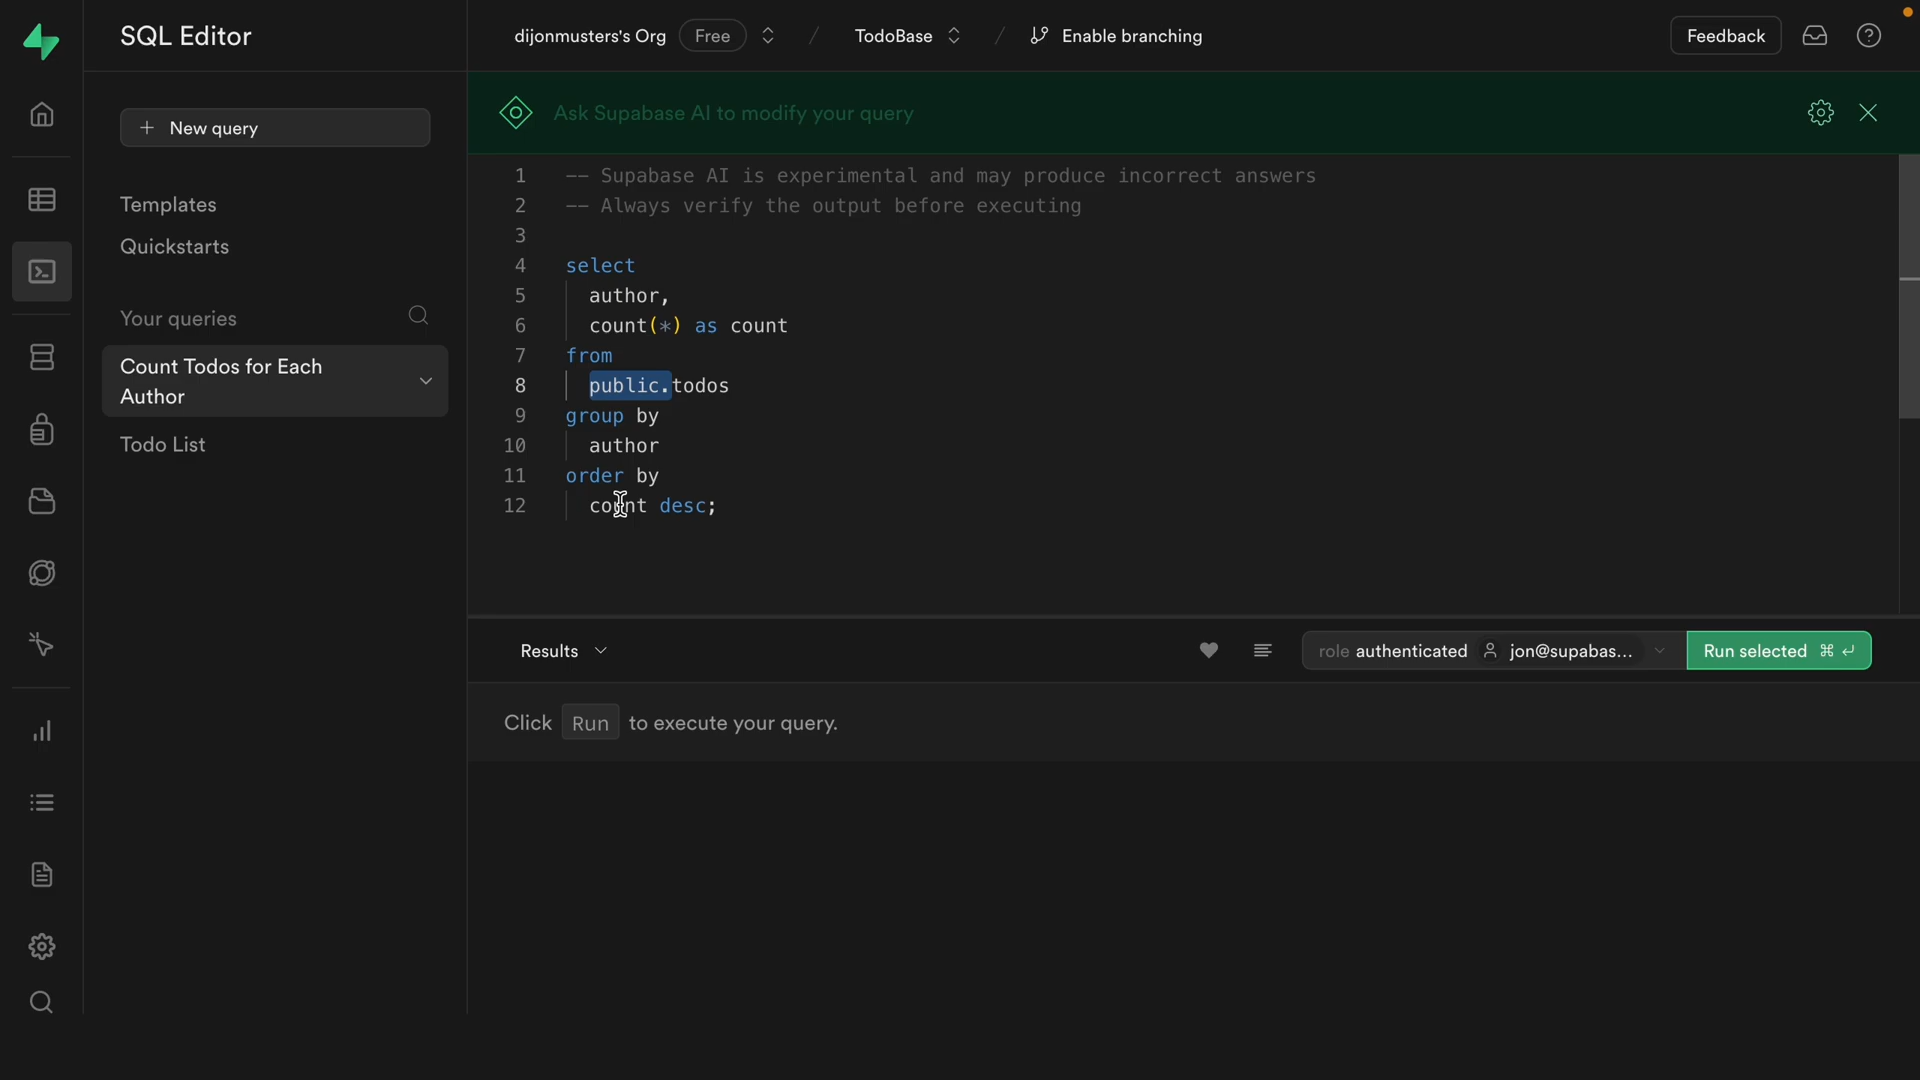 SQL Editor
dijonmusters's Org Free / TodoBase / Enable branching
Feedback
+ New query
Ask Supabase AI to modify your query
Templates
Quickstarts
Your queries
Count Todos for Each
Author
Todo List
1 -- Supabase AI is experimental and may produce incorrect answers
2 -- Always verify the output before executing
3
4 select
5 author,
6 count(*) as count
7 from
8 public.todos
9 group by
10 author
11 order by
12 count desc;
Results
role authenticated jon@supabas...
Run selected ⌘ ↵
Click Run to execute your query.